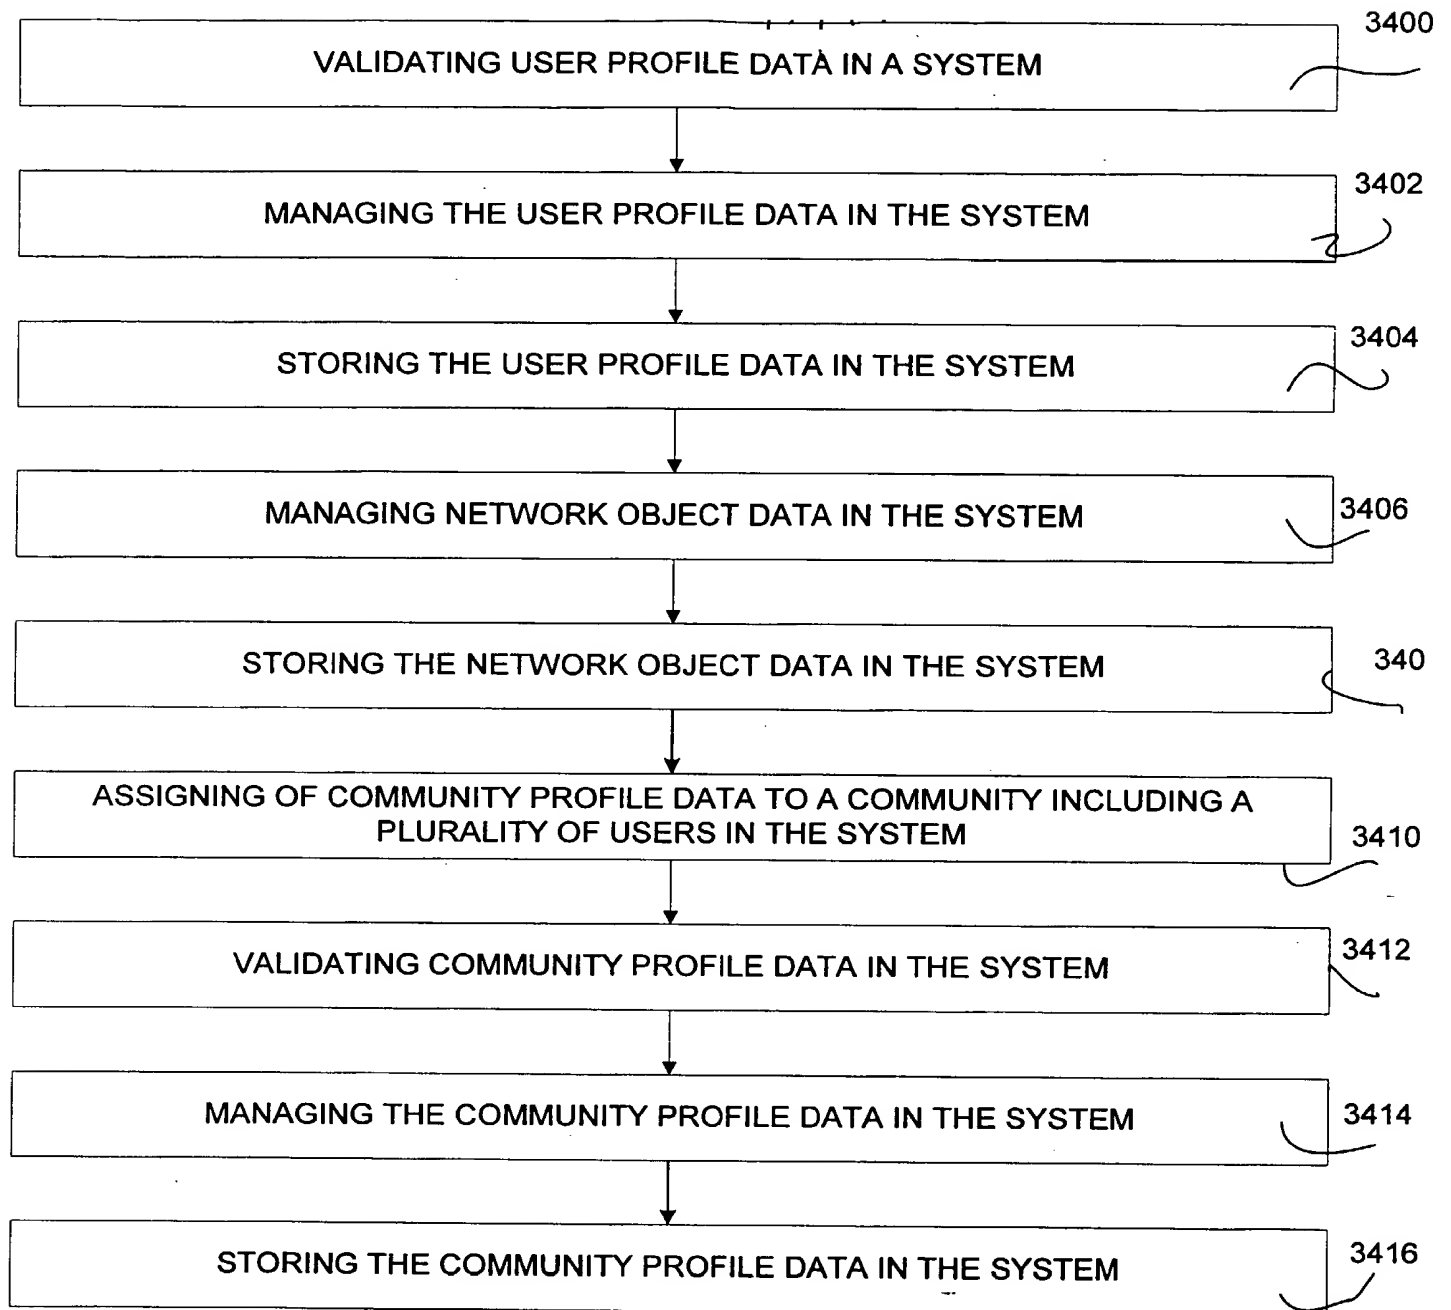 3400
VALIDATING USER PROFILE DATA IN A SYSTEM
3402
MANAGING THE USER PROFILE DATA IN THE SYSTEM
3404
STORING THE USER PROFILE DATA IN THE SYSTEM
3406
MANAGING NETWORK OBJECT DATA IN THE SYSTEM
340
STORING THE NETWORK OBJECT DATA IN THE SYSTEM
ASSIGNING OF COMMUNITY PROFILE DATA TO A COMMUNITY INCLUDING A
PLURALITY OF USERS IN THE SYSTEM
3410
3412
VALIDATING COMMUNITY PROFILE DATA IN THE SYSTEM
MANAGING THE COMMUNITY PROFILE DATA IN THE SYSTEM
3414
STORING THE COMMUNITY PROFILE DATA IN THE SYSTEM
3416